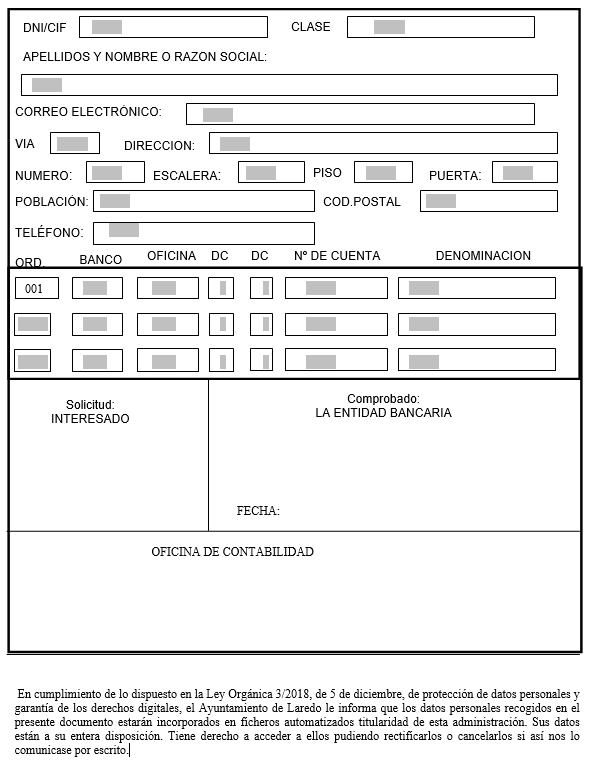 DNI/CIF CLASE
APELLIDOS Y NOMBRE O RAZON SOCIAL:
CORREO ELECTRÓNICO:
VIA DIRECCION:
NUMERO: ESCALERA: PISO PUERTA:
POBLACIÓN: COD.POSTAL
TELÉFONO:
ORD. BANCO OFICINA DC DC Nº DE CUENTA DENOMINACION
001
Solicitud: Comprobado:
INTERESADO LA ENTIDAD BANCARIA
FECHA:
OFICINA DE CONTABILIDAD
En cumplimiento de lo dispuesto en la Ley Orgánica 3/2018, de 5 de diciembre, de protección de datos personales y
garantía de los derechos digitales, el Ayuntamiento de Laredo le informa que los datos personales recogidos en el
presente documento estarán incorporados en ficheros automatizados titularidad de esta administración. Sus datos
están a su entera disposición. Tiene derecho a acceder a ellos pudiendo rectificarlos o cancelarlos si así nos lo
comunicase por escrito.